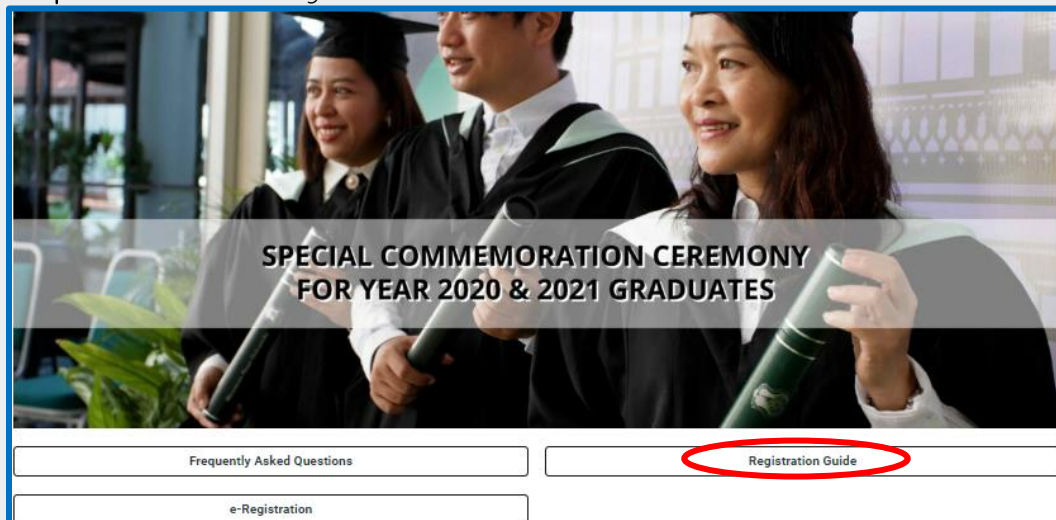 SPECIAL COMMEMORATION CEREMONY
FOR YEAR 2020 & 2021 GRADUATES
Frequently Asked Questions
Registration Guide
e-Registration